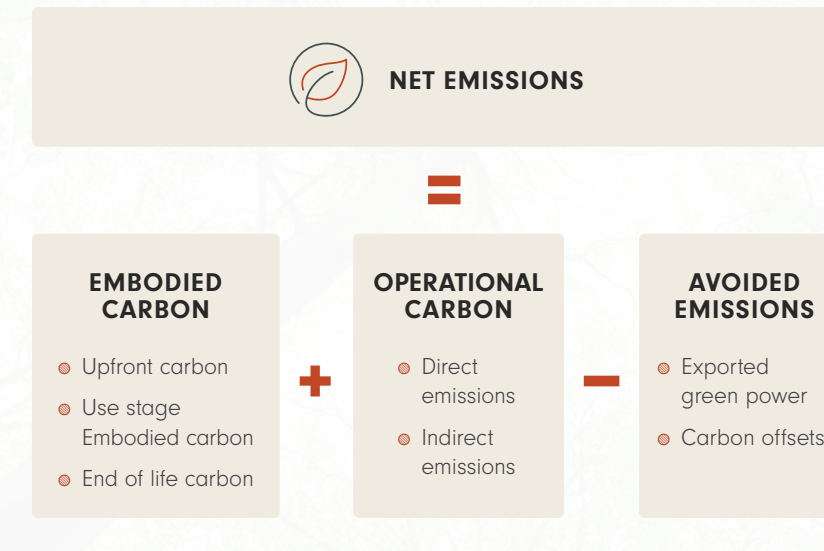 NET EMISSIONS
=
EMBODIED
CARBON
Upfront carbon
Use stage
Embodied carbon
End of life carbon
+
OPERATIONAL
CARBON
Direct
emissions
Indirect
emissions
−
AVOIDED
EMISSIONS
Exported
green power
Carbon offsets